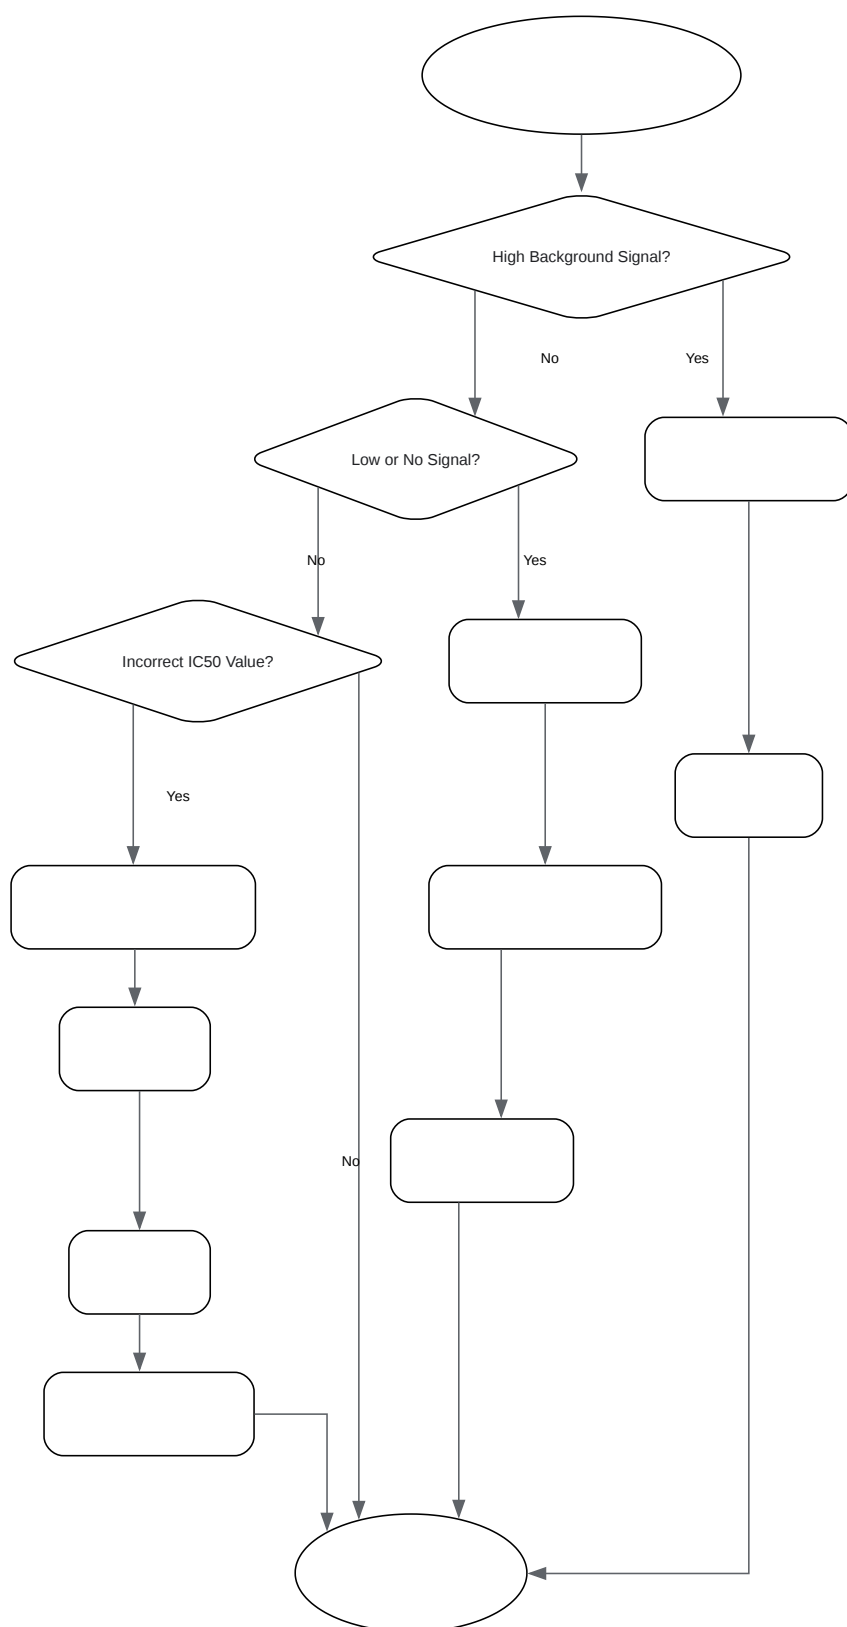 High Background Signal?
No
Yes
Low or No Signal?
No
Yes
Incorrect IC50 Value?
Yes
No